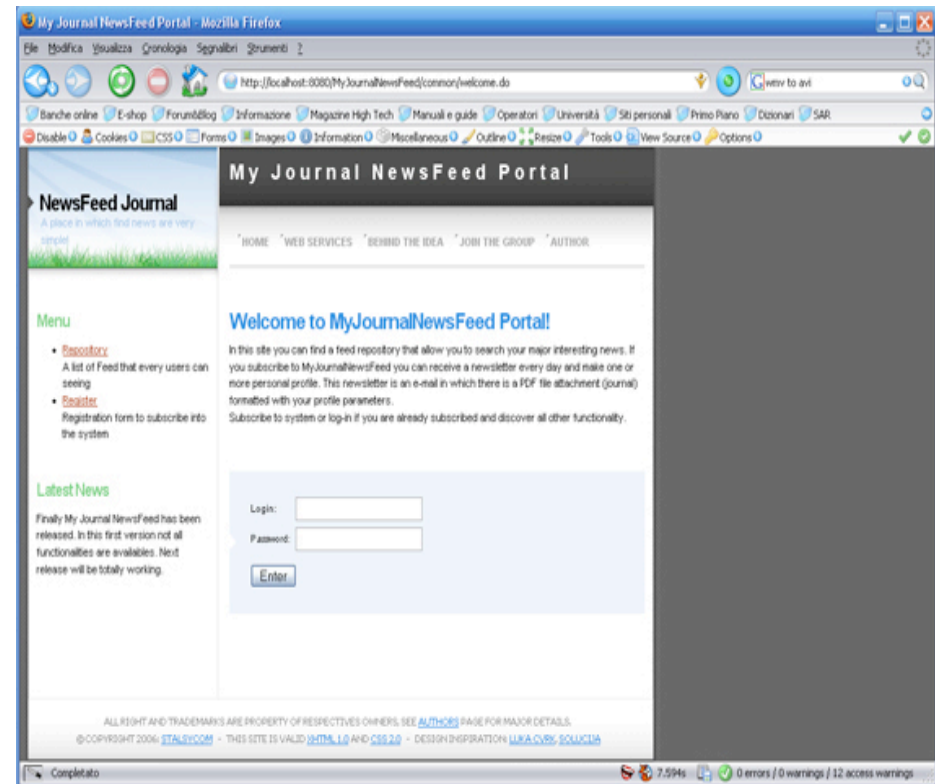 My Journal NewsFeed Portal - Mozilla Firefox
File Modifica Visualizza Cronologia Segnalibri Strumenti ?
http://localhost:8080/MyJournalNewsFeed/common/welcome.do
wmv to avi
Banche online E-shop Forum&Blog Informazione Magazine High Tech Manuali e guide Operatori Università Siti personali Primo Piano Dizionari SAR
Disable Cookies CSS Forms Images Information Miscellaneous Outline Resize Tools View Source Options
My Journal NewsFeed Portal
NewsFeed Journal
A place in which find news are very
simple!
HOME WEB SERVICES BEHIND THE IDEA JOIN THE GROUP AUTHOR
Menu
Repository
A list of Feed that every users can
seeing
Register
Registration form to subscribe into
the system
Latest News
Finally My Journal NewsFeed has been
released. In this first version not all
functionalities are availables. Next
release will be totally working.
Welcome to MyJournalNewsFeed Portal!
In this site you can find a feed repository that allow you to search your major interesting news. If
you subscribe to MyJournalNewsFeed you can receive a newsletter every day and make one or
more personal profile. This newsletter is an e-mail in which there is a PDF file attachment (journal)
formatted with your profile parameters.
Subscribe to system or log-in if you are already subscribed and discover all other functionality.
Login:
Password:
Enter
ALL RIGHT AND TRADEMARKS ARE PROPERTY OF RESPECTIVES OWNERS, SEE AUTHORS PAGE FOR MAJOR DETAILS.
© COPYRIGHT 2006: STALSYCOM - THIS SITE IS VALID XHTML 1.0 AND CSS 2.0 - DESIGN INSPIRATION: LUKA CVRK, SOLUCIJA
Completato
7.594s
0 errors / 0 warnings / 12 access warnings